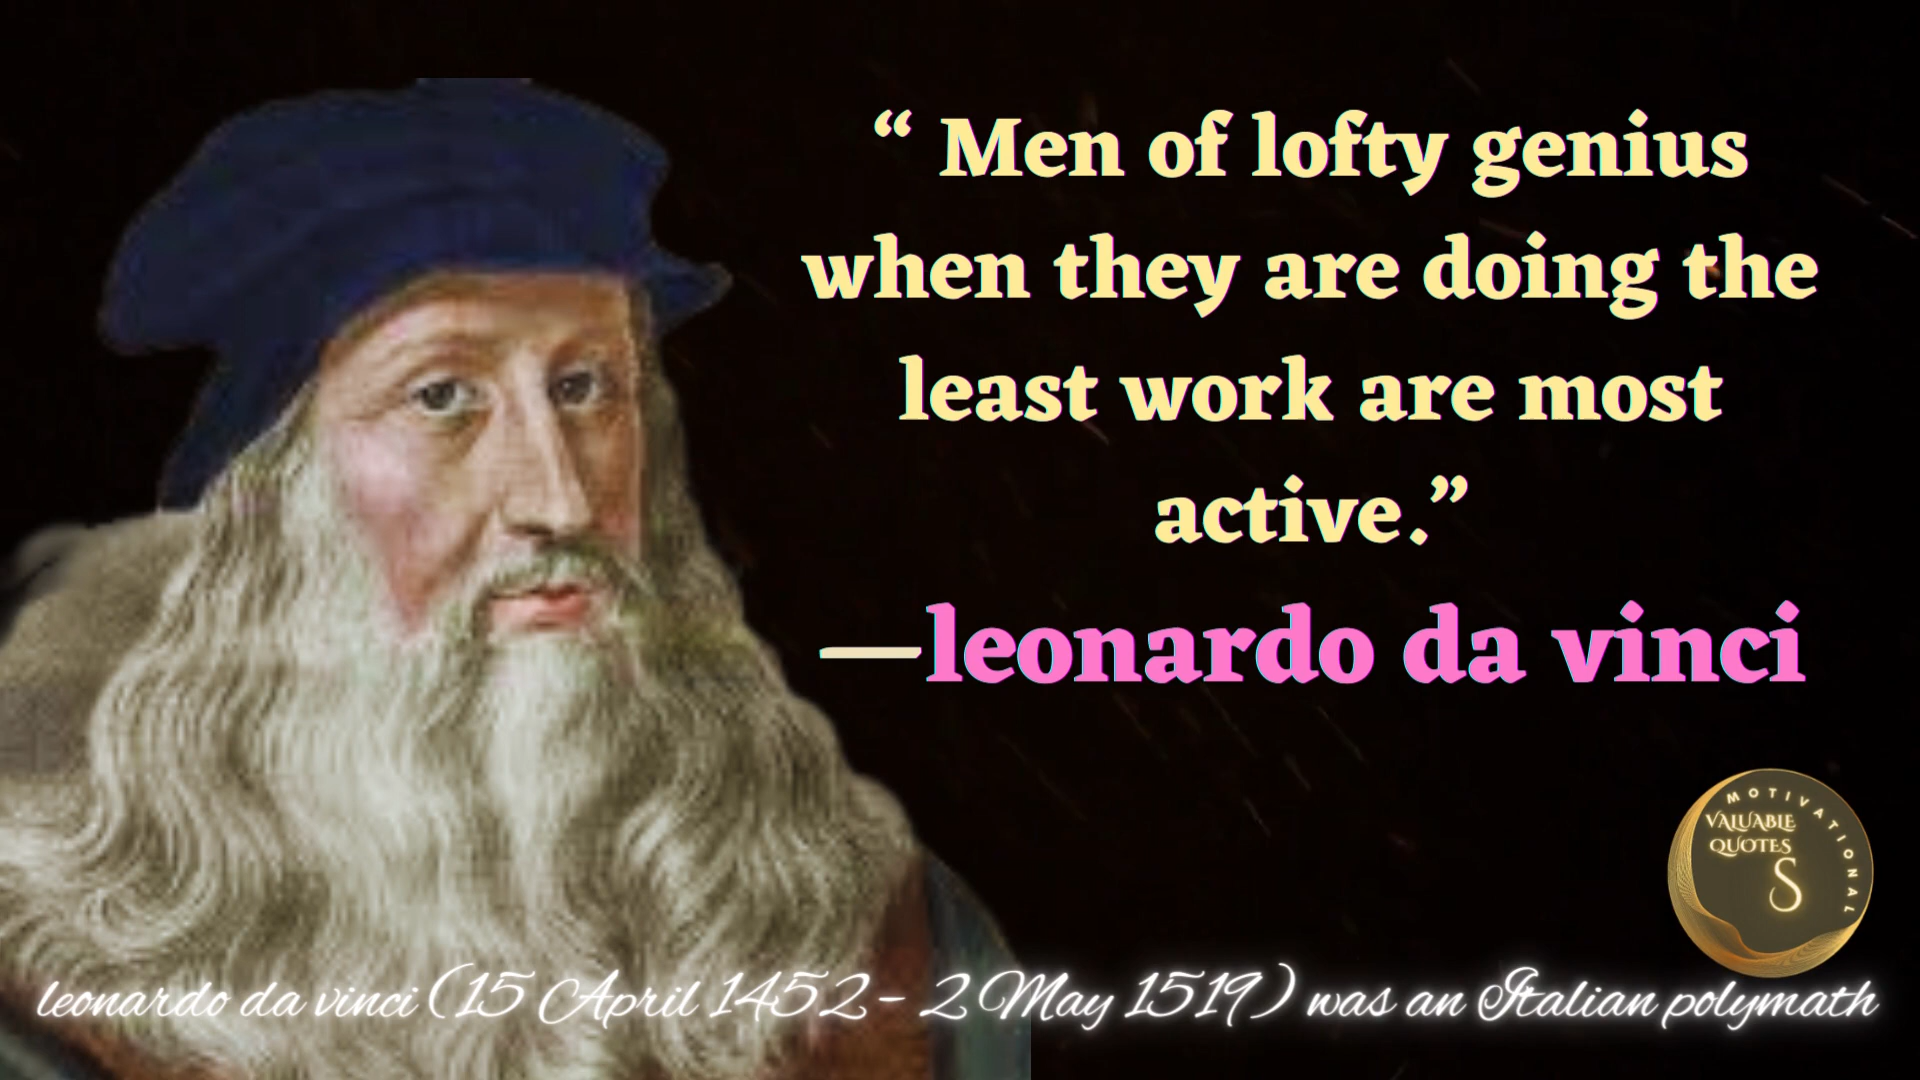 “ Men of lofty genius
when they are doing the
least work are most
active.”
—leonardo da vinci
MOTIVATIONAL
VALUABLE
QUOTES
S
leonardo da vinci (15 April 1452 - 2 May 1519) was an Italian polymath